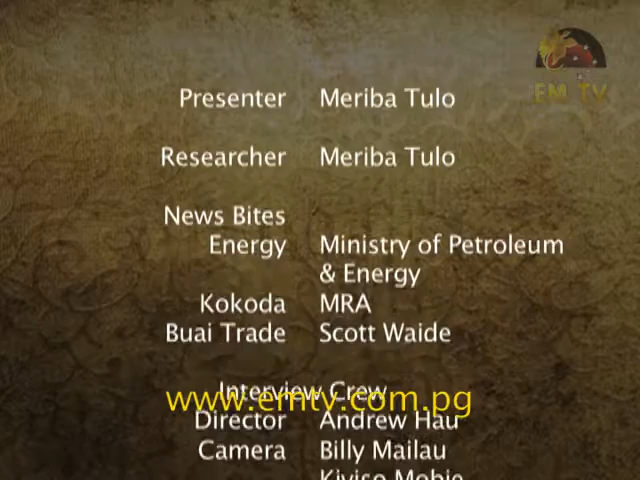 EM TV
Presenter Meriba Tulo
Researcher Meriba Tulo
News Bites
Energy Ministry of Petroleum
& Energy
Kokoda MRA
Buai Trade Scott Waide
Interview Crew
www.emtv.com.pg
Director Andrew Hau
Camera Billy Mailau